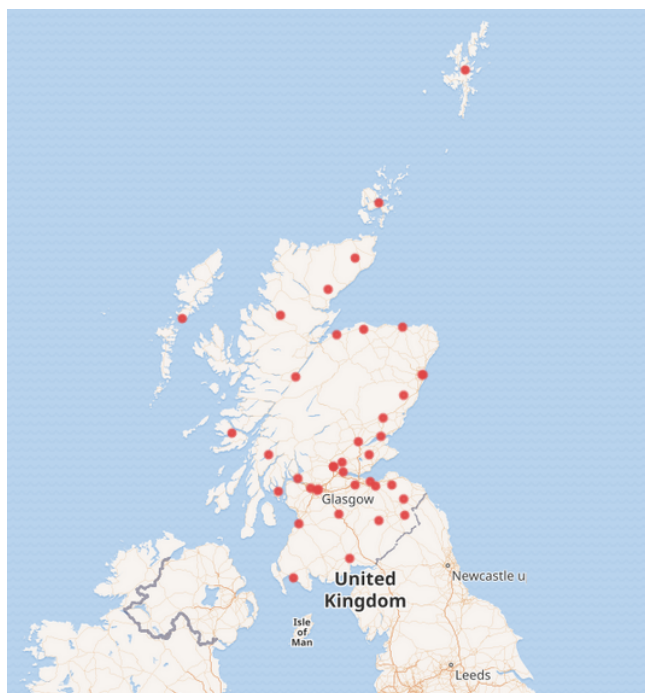 Glasgow
Newcastle u
United
Kingdom
Isle
of
Man
Leeds